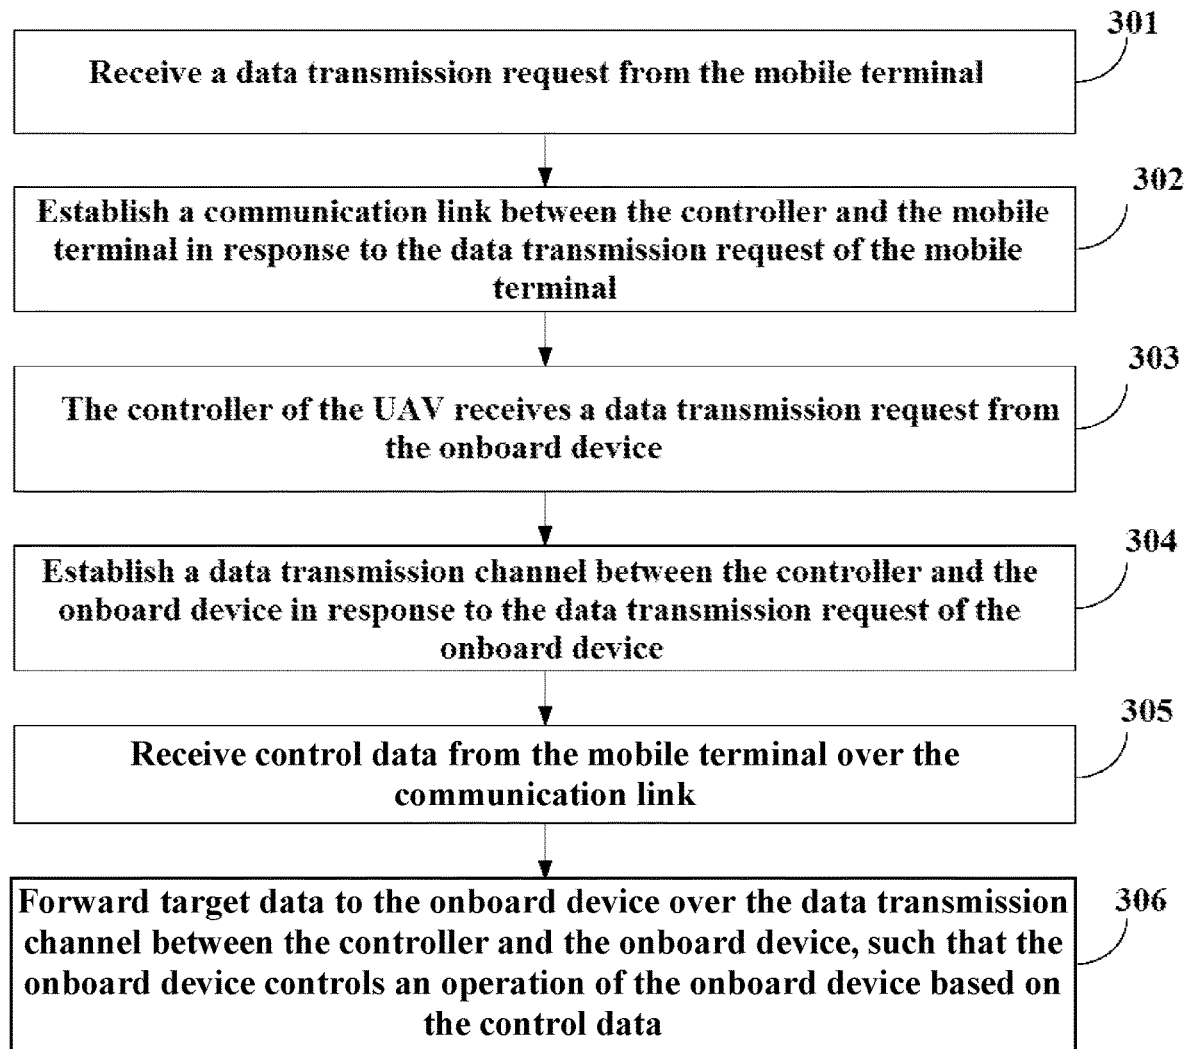 301
Receive a data transmission request from the mobile terminal
302
Establish a communication link between the controller and the mobile
terminal in response to the data transmission request of the mobile
terminal
303
The controller of the UAV receives a data transmission request from
the onboard device
304
Establish a data transmission channel between the controller and the
onboard device in response to the data transmission request of the
onboard device
305
Receive control data from the mobile terminal over the
communication link
306
Forward target data to the onboard device over the data transmission
channel between the controller and the onboard device, such that the
onboard device controls an operation of the onboard device based on
the control data